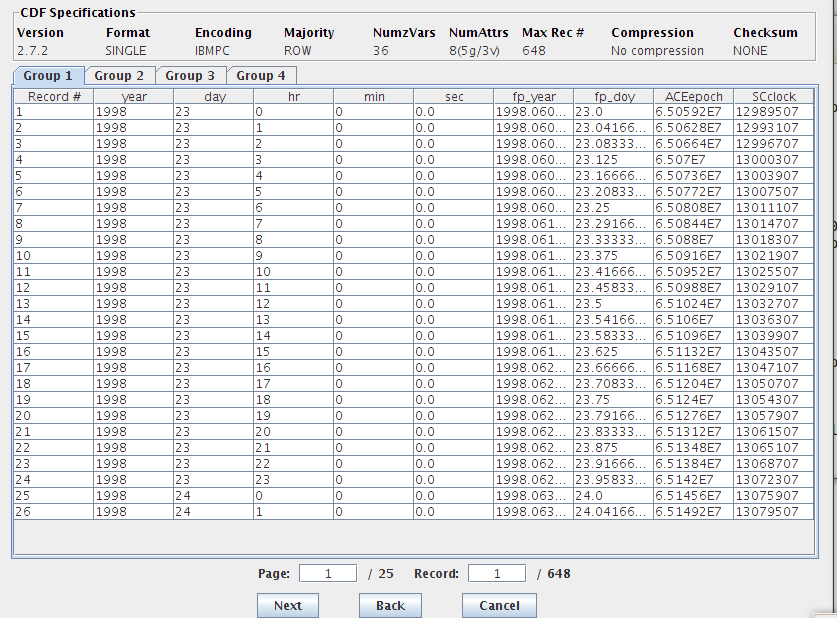 CDF Specifications
Version Format Encoding Majority NumzVars NumAttrs Max Rec # Compression Checksum
2.7.2 SINGLE IBMPC ROW 36 8(5g/3v) 648 No compression NONE
Group 1 Group 2 Group 3 Group 4
Record # year day hr min sec fp_year fp_doy ACEepoch SCclock
1 1998 23 0 0 0.0 1998.060... 23.0 6.50592E7 12989507
2 1998 23 1 0 0.0 1998.060... 23.04166... 6.50628E7 12993107
3 1998 23 2 0 0.0 1998.060... 23.08333... 6.50664E7 12996707
4 1998 23 3 0 0.0 1998.060... 23.125 6.507E7 13000307
5 1998 23 4 0 0.0 1998.060... 23.16666... 6.50736E7 13003907
6 1998 23 5 0 0.0 1998.060... 23.20833... 6.50772E7 13007507
7 1998 23 6 0 0.0 1998.060... 23.25 6.50808E7 13011107
8 1998 23 7 0 0.0 1998.061... 23.29166... 6.50844E7 13014707
9 1998 23 8 0 0.0 1998.061... 23.33333... 6.5088E7 13018307
10 1998 23 9 0 0.0 1998.061... 23.375 6.50916E7 13021907
11 1998 23 10 0 0.0 1998.061... 23.41666... 6.50952E7 13025507
12 1998 23 11 0 0.0 1998.061... 23.45833... 6.50988E7 13029107
13 1998 23 12 0 0.0 1998.061... 23.5 6.51024E7 13032707
14 1998 23 13 0 0.0 1998.061... 23.54166... 6.5106E7 13036307
15 1998 23 14 0 0.0 1998.061... 23.58333... 6.51096E7 13039907
16 1998 23 15 0 0.0 1998.061... 23.625 6.51132E7 13043507
17 1998 23 16 0 0.0 1998.062... 23.66666... 6.51168E7 13047107
18 1998 23 17 0 0.0 1998.062... 23.70833... 6.51204E7 13050707
19 1998 23 18 0 0.0 1998.062... 23.75 6.5124E7 13054307
20 1998 23 19 0 0.0 1998.062... 23.79166... 6.51276E7 13057907
21 1998 23 20 0 0.0 1998.062... 23.83333... 6.51312E7 13061507
22 1998 23 21 0 0.0 1998.062... 23.875 6.51348E7 13065107
23 1998 23 22 0 0.0 1998.062... 23.91666... 6.51384E7 13068707
24 1998 23 23 0 0.0 1998.062... 23.95833... 6.5142E7 13072307
25 1998 24 0 0 0.0 1998.063... 24.0 6.51456E7 13075907
26 1998 24 1 0 0.0 1998.063... 24.04166... 6.51492E7 13079507
Page: 1 / 25 Record: 1 / 648
Next Back Cancel